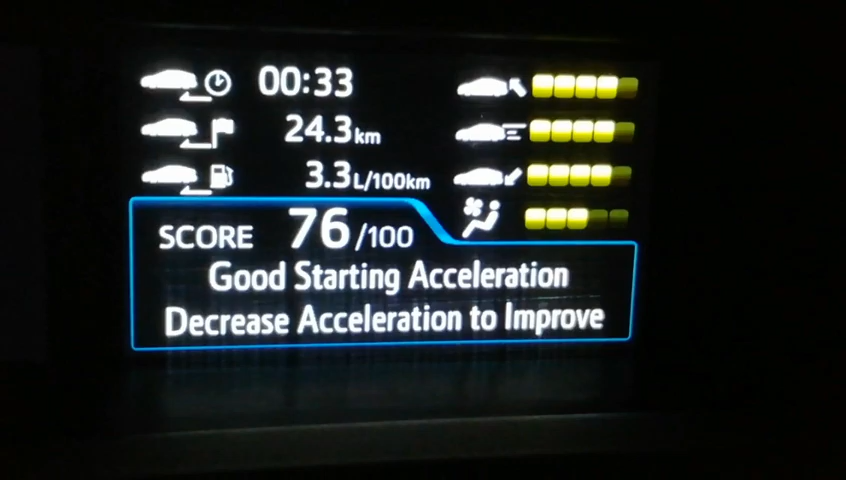 00:33
24.3km
3.3L/100km
SCORE 76/100
Good Starting Acceleration
Decrease Acceleration to Improve